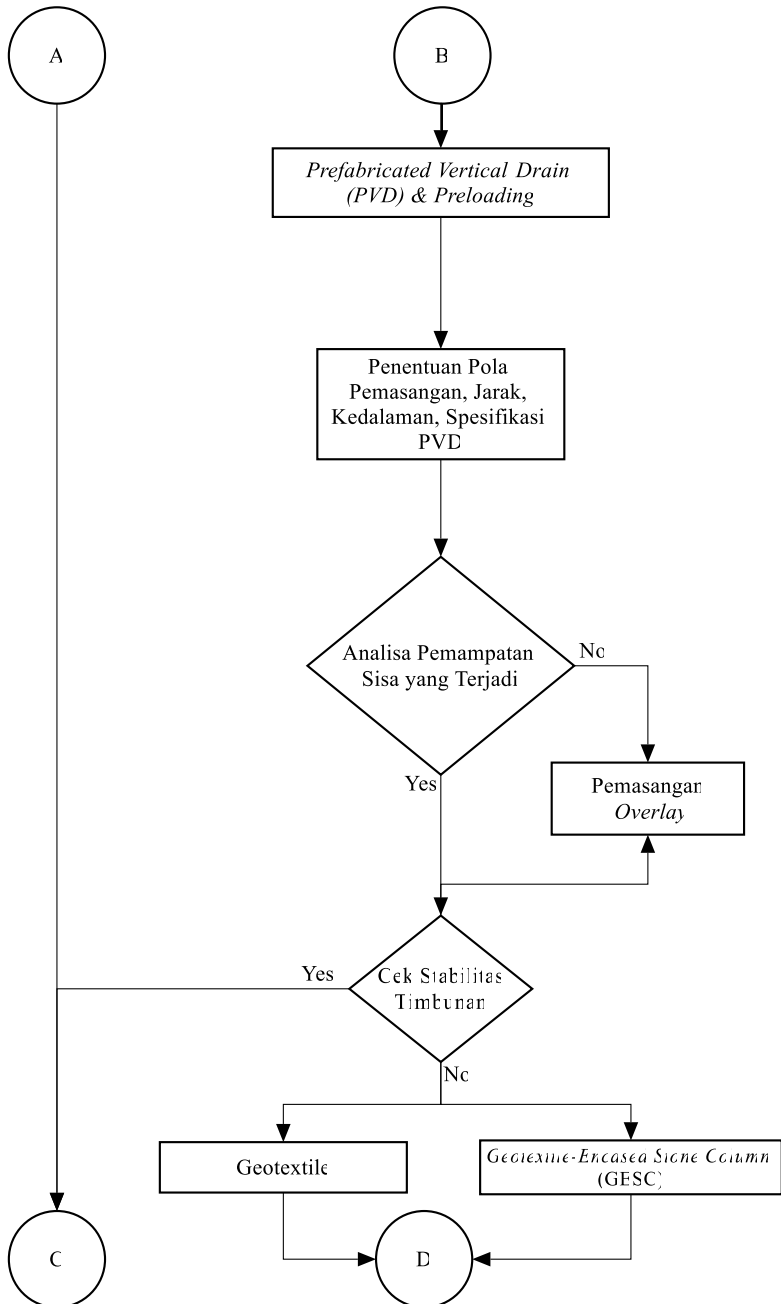 A
B
Prefabricated Vertical Drain
(PVD) & Preloading
Penentuan Pola
Pemasangan, Jarak,
Kedalaman, Spesifikasi
PVD
Analisa Pemampatan
Sisa yang Terjadi
No
Yes
Pemasangan
Overlay
Cek Stabilitas
Timbunan
Yes
No
Geotextile
Geotextile-Encased Stone Column
(GESC)
C
D